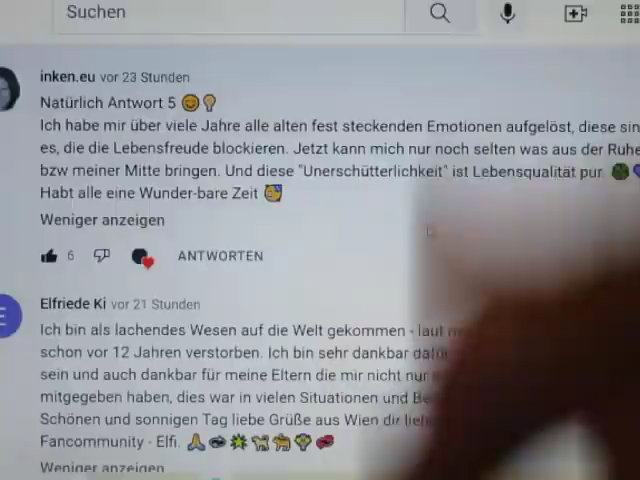 Suchen
inken.eu vor 23 Stunden
Natürlich Antwort 5
Ich habe mir über viele Jahre alle alten fest steckenden Emotionen aufgelöst, diese
es, die die Lebensfreude blockieren. Jetzt kann mich nur noch selten was aus der Ruhe
bzw meiner Mitte bringen. Und diese "Unerschütterlichkeit" ist Lebensqualität pur.
Habt alle eine Wunder-bare Zeit
Weniger anzeigen
6 ANTWORTEN
E
Elfriede Ki vor 21 Stunden
Ich bin als lachendes Wesen auf die Welt gekommen - laut
schon vor 12 Jahren verstorben. Ich bin sehr dankbar
sein und auch dankbar für meine Eltern die mir nicht nur
mitgegeben haben, dies war in vielen Situationen und
Schönen und sonnigen Tag liebe Grüße aus Wien dir
Fancommunity - Elfi.
Weniger anzeigen